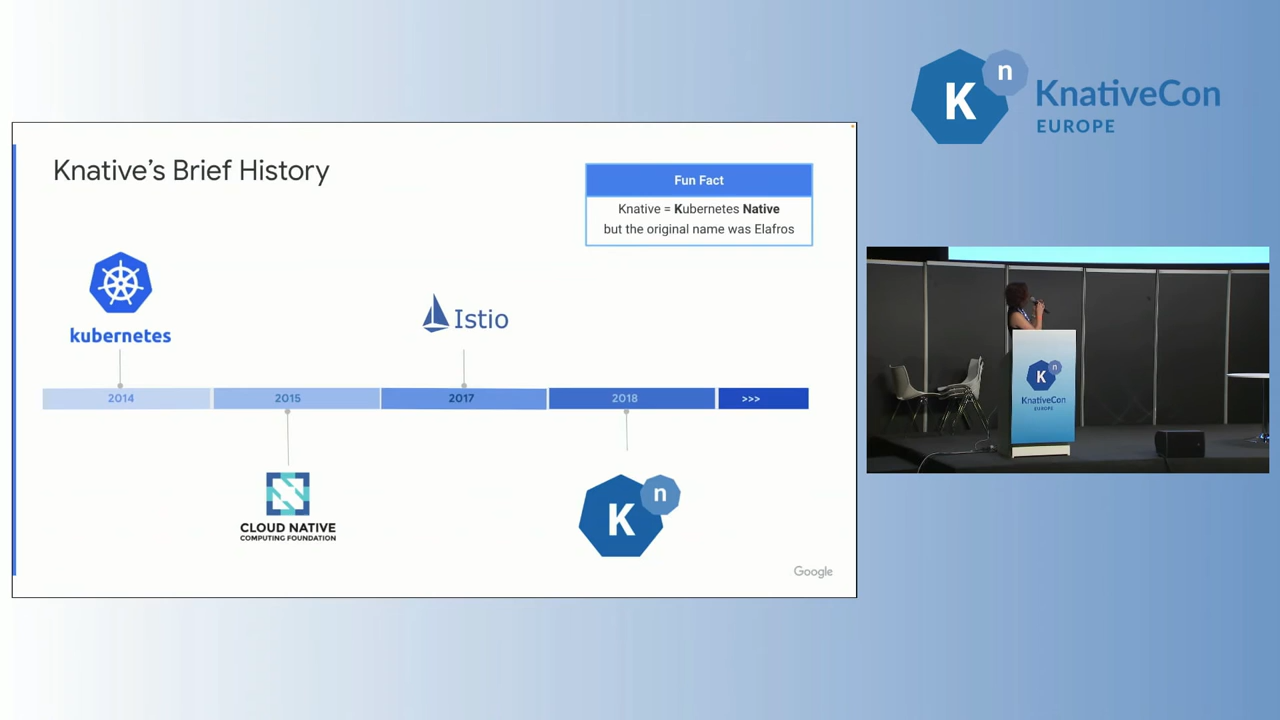 Knative's Brief History
Fun Fact
Knative = Kubernetes Native
but the original name was Elafros
kubernetes
Istio
2014
2015
2017
2018
>>>
CLOUD NATIVE
COMPUTING FOUNDATION
K
n
Google
K
n
KnativeCon
EUROPE
K
n
KnativeCon
EUROPE